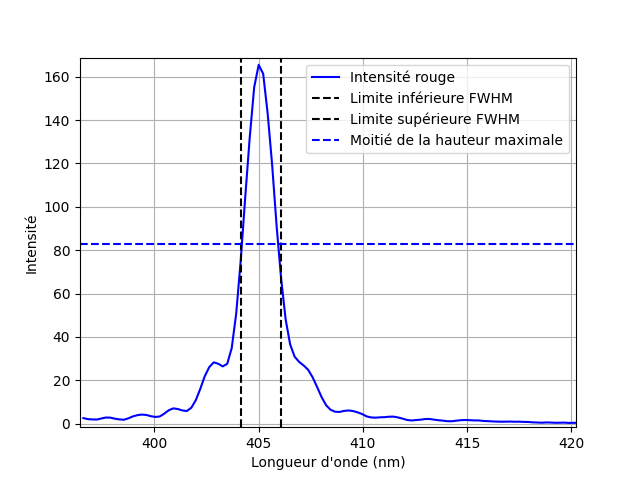 Intensité rouge
Limite inférieure FWHM
Limite supérieure FWHM
Moitié de la hauteur maximale
160
140
120
100
80
60
40
20
0
Intensité
400
405
410
415
420
Longueur d'onde (nm)